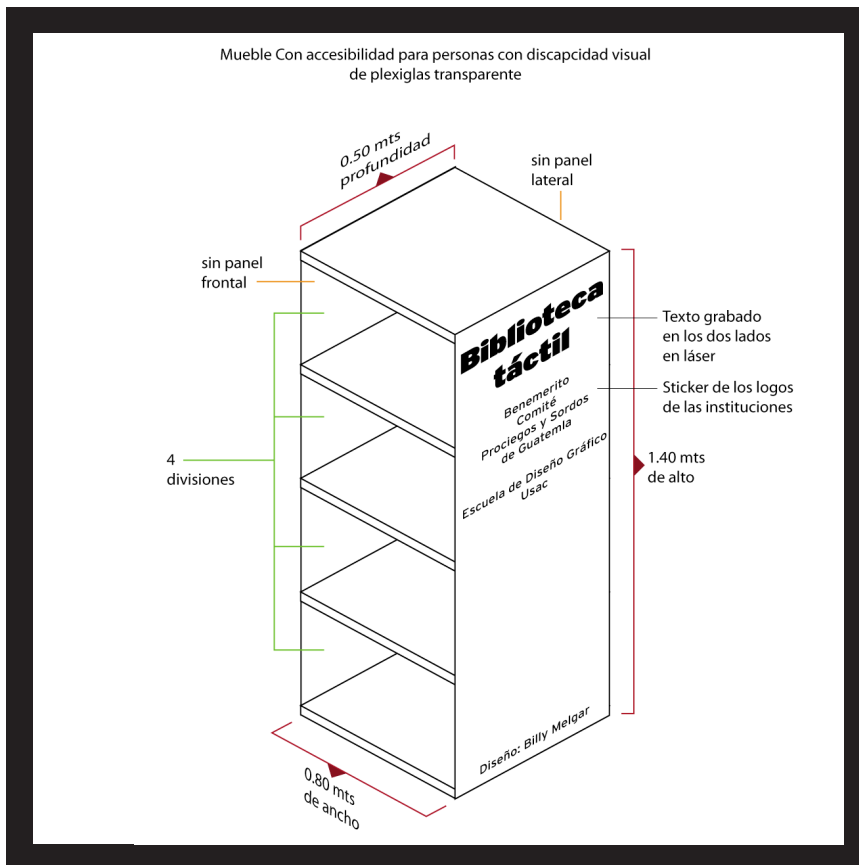 Mueble Con accesibilidad para personas con discapcidad visual
de plexiglas transparente
0.50 mts
profundidad
sin panel
lateral
sin panel
frontal
Biblioteca
táctil
Texto grabado
en los dos lados
en láser
Benemerito
Comité
Prociegos y Sordos
de Guatemla
Sticker de los logos
de las instituciones
4
divisiones
1.40 mts
de alto
Escuela de Diseño Gráfico
Usac
Diseño: Billy Melgar
0.80 mts
de ancho